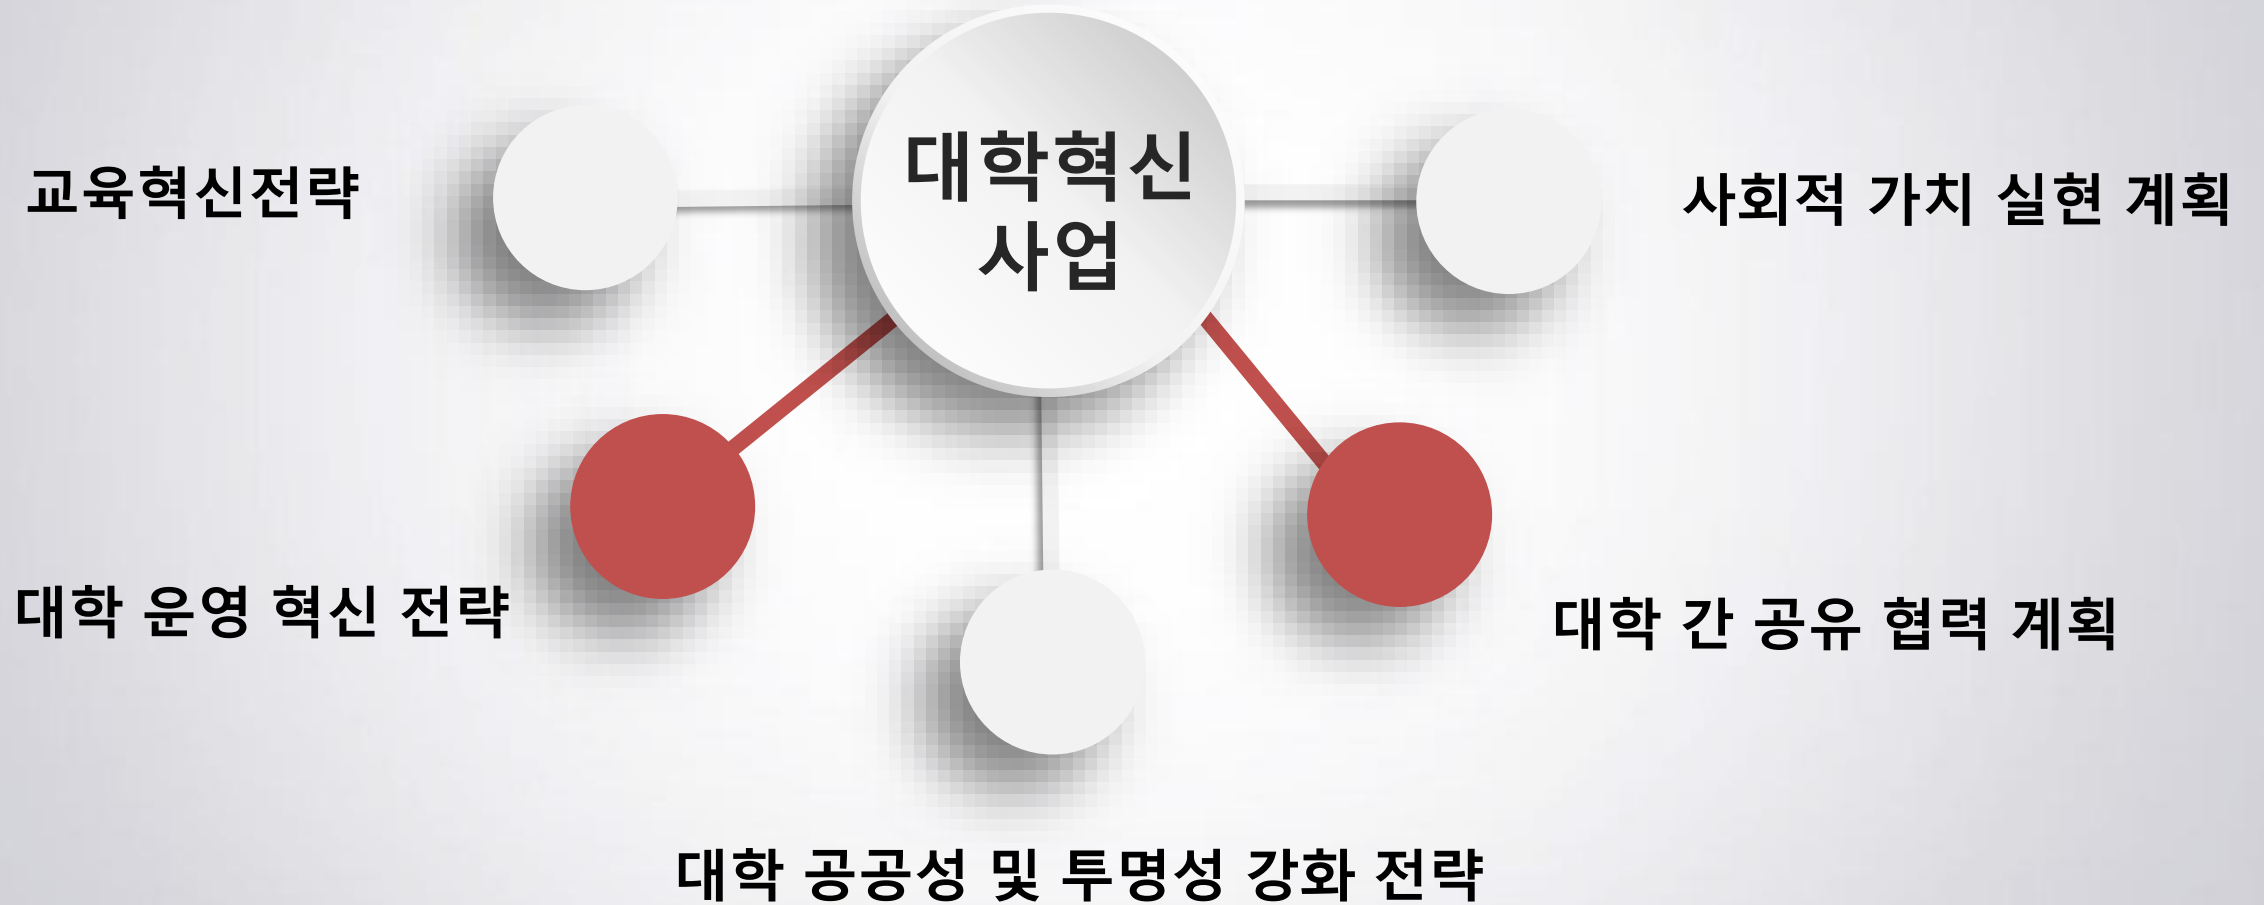 대학혁신
사업
교육혁신전략
사회적 가치 실현 계획
대학 운영 혁신 전략
대학 간 공유 협력 계획
대학 공공성 및 투명성 강화 전략